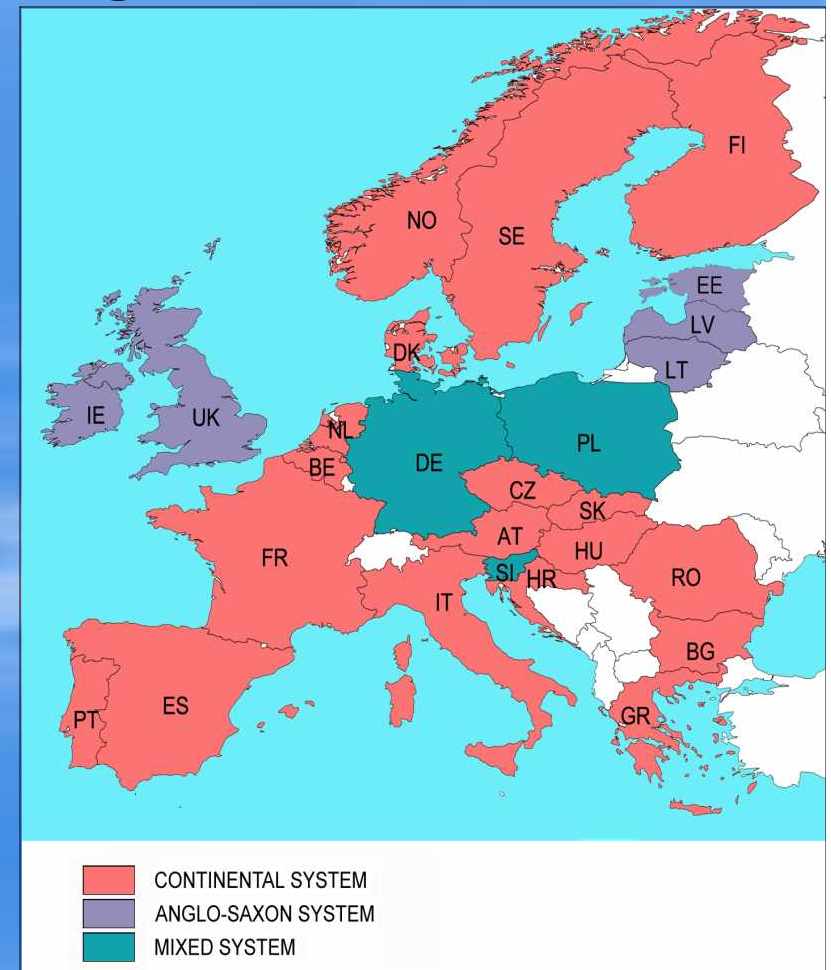 FI
NO
SE
EE
LV
DK
LT
IE
UK
NL
PL
DE
BE
CZ
SK
AT
HU
FR
SI
HR
RO
IT
BG
ES
GR
PT
CONTINENTAL SYSTEM
ANGLO-SAXON SYSTEM
MIXED SYSTEM